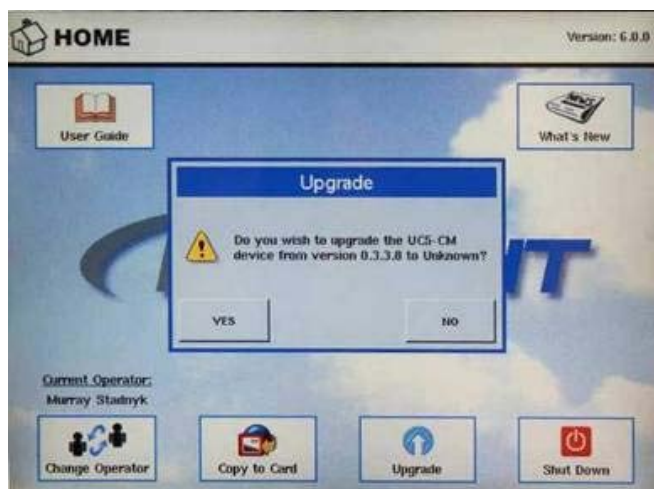 HOME
Version: 6.0.0
User Guide
What's New
Upgrade
Do you wish to upgrade the UC5-CM
device from version 0.3.3.0 to Unknown?
YES
NO
Current Operator:
Murray Stadnyk
Change Operator
Copy to Card
Upgrade
Shut Down